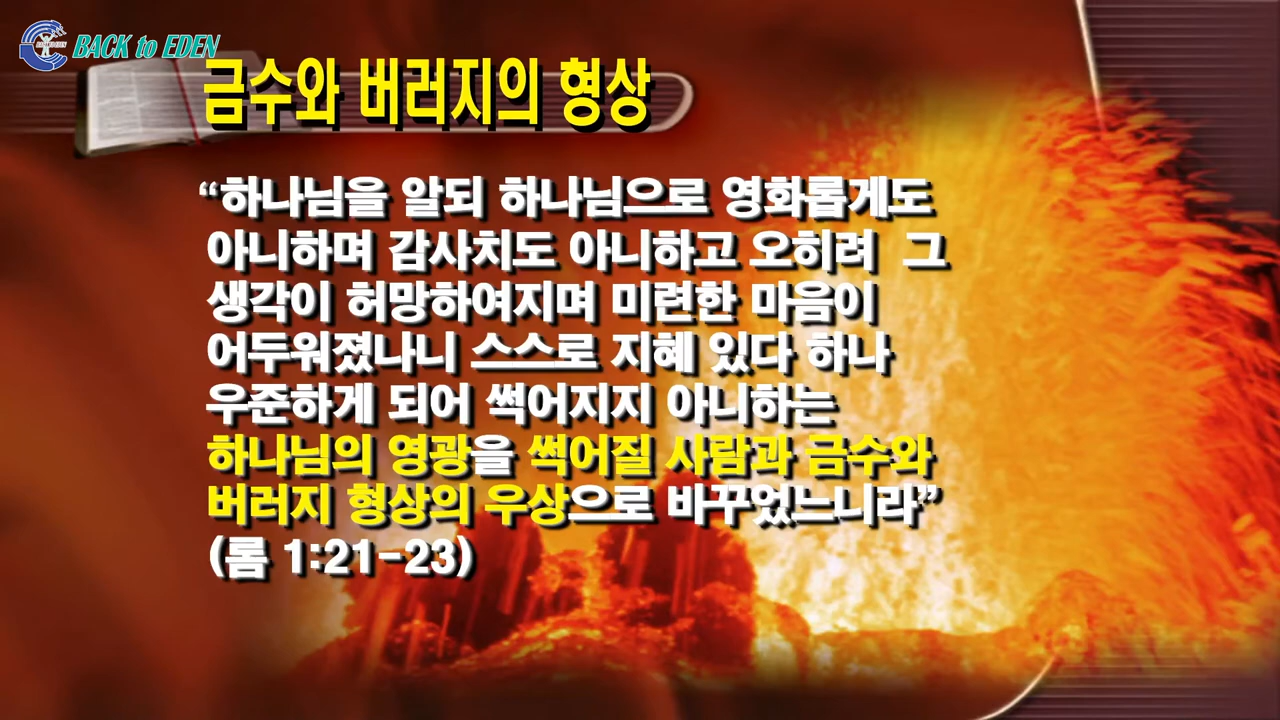 BACK to EDEN
금수와 버러지의 형상
“하나님을 알되 하나님으로 영화롭게도
아니하며 감사치도 아니하고 오히려 그
생각이 허망하여지며 미련한 마음이
어두워졌나니 스스로 지혜 있다 하나
우준하게 되어 썩어지지 아니하는
하나님의 영광을 썩어질 사람과 금수와
버러지 형상의 우상으로 바꾸었느니라”
(롬 1:21-23)